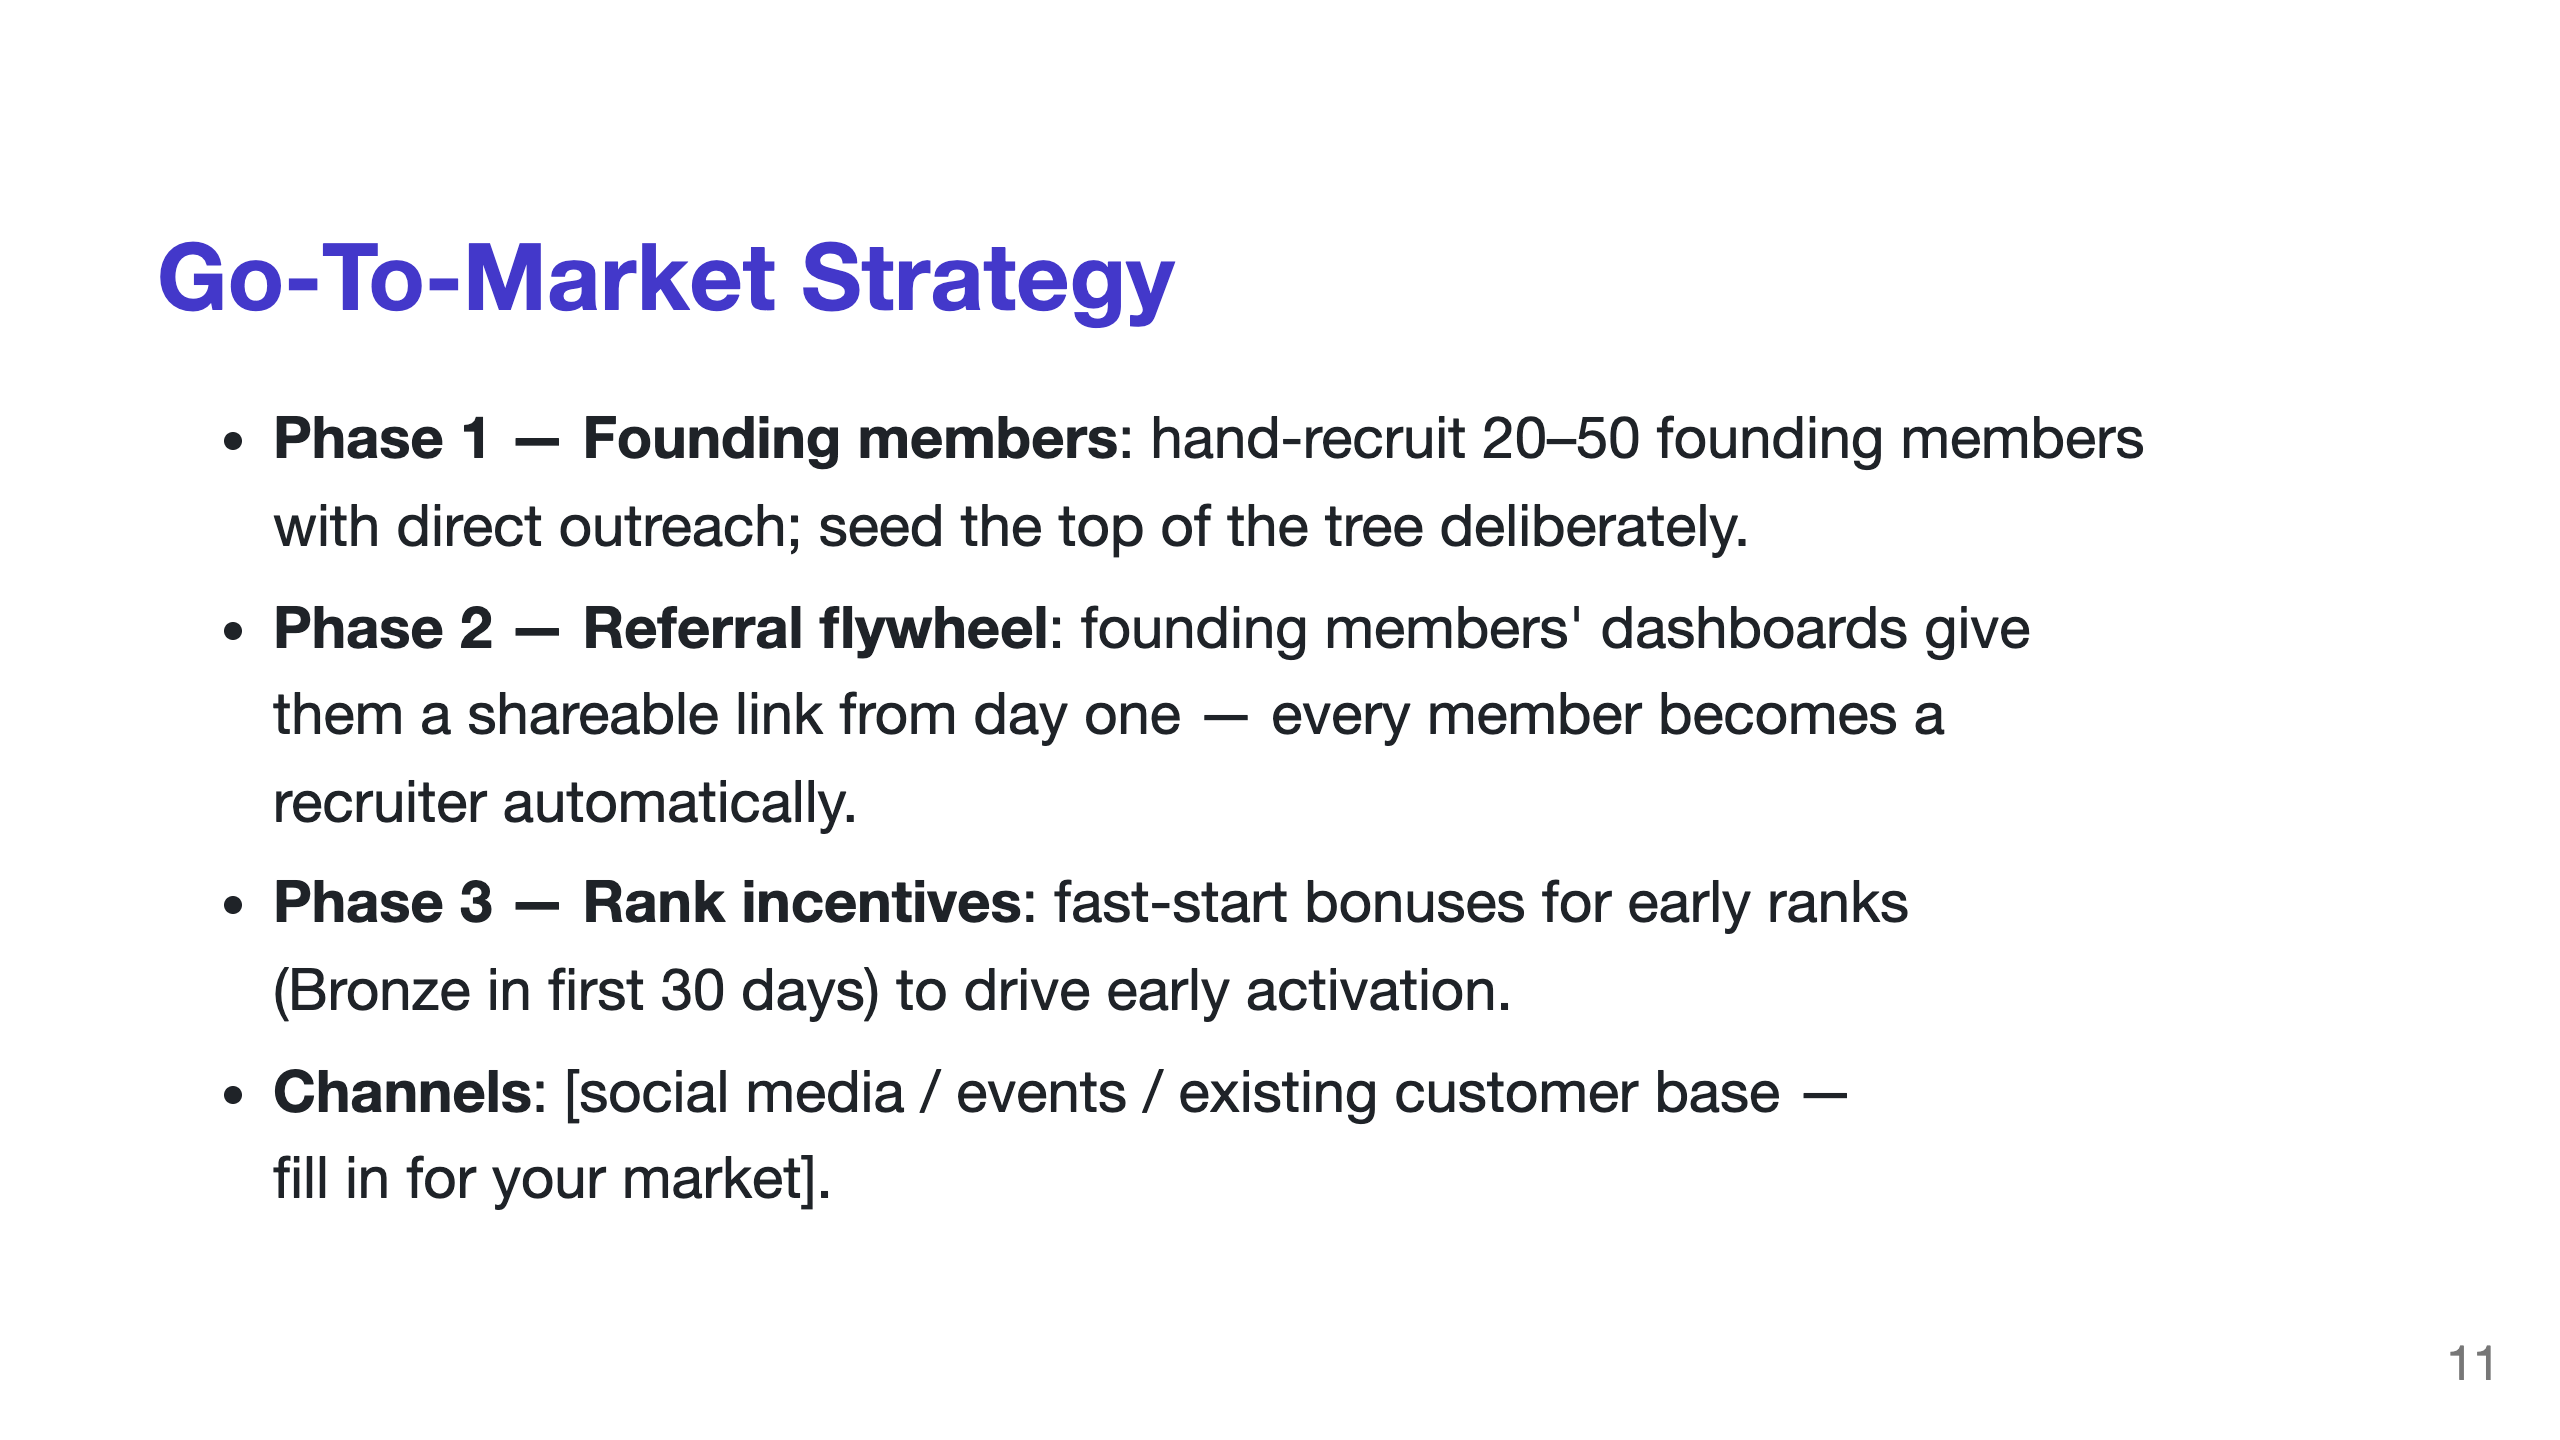 Go-To-Market Strategy
• Phase 1 — Founding members: hand-recruit 20–50 founding members
with direct outreach; seed the top of the tree deliberately.
• Phase 2 — Referral flywheel: founding members' dashboards give
them a shareable link from day one — every member becomes a
recruiter automatically.
• Phase 3 — Rank incentives: fast-start bonuses for early ranks
(Bronze in first 30 days) to drive early activation.
• Channels: [social media / events / existing customer base —
fill in for your market].
11